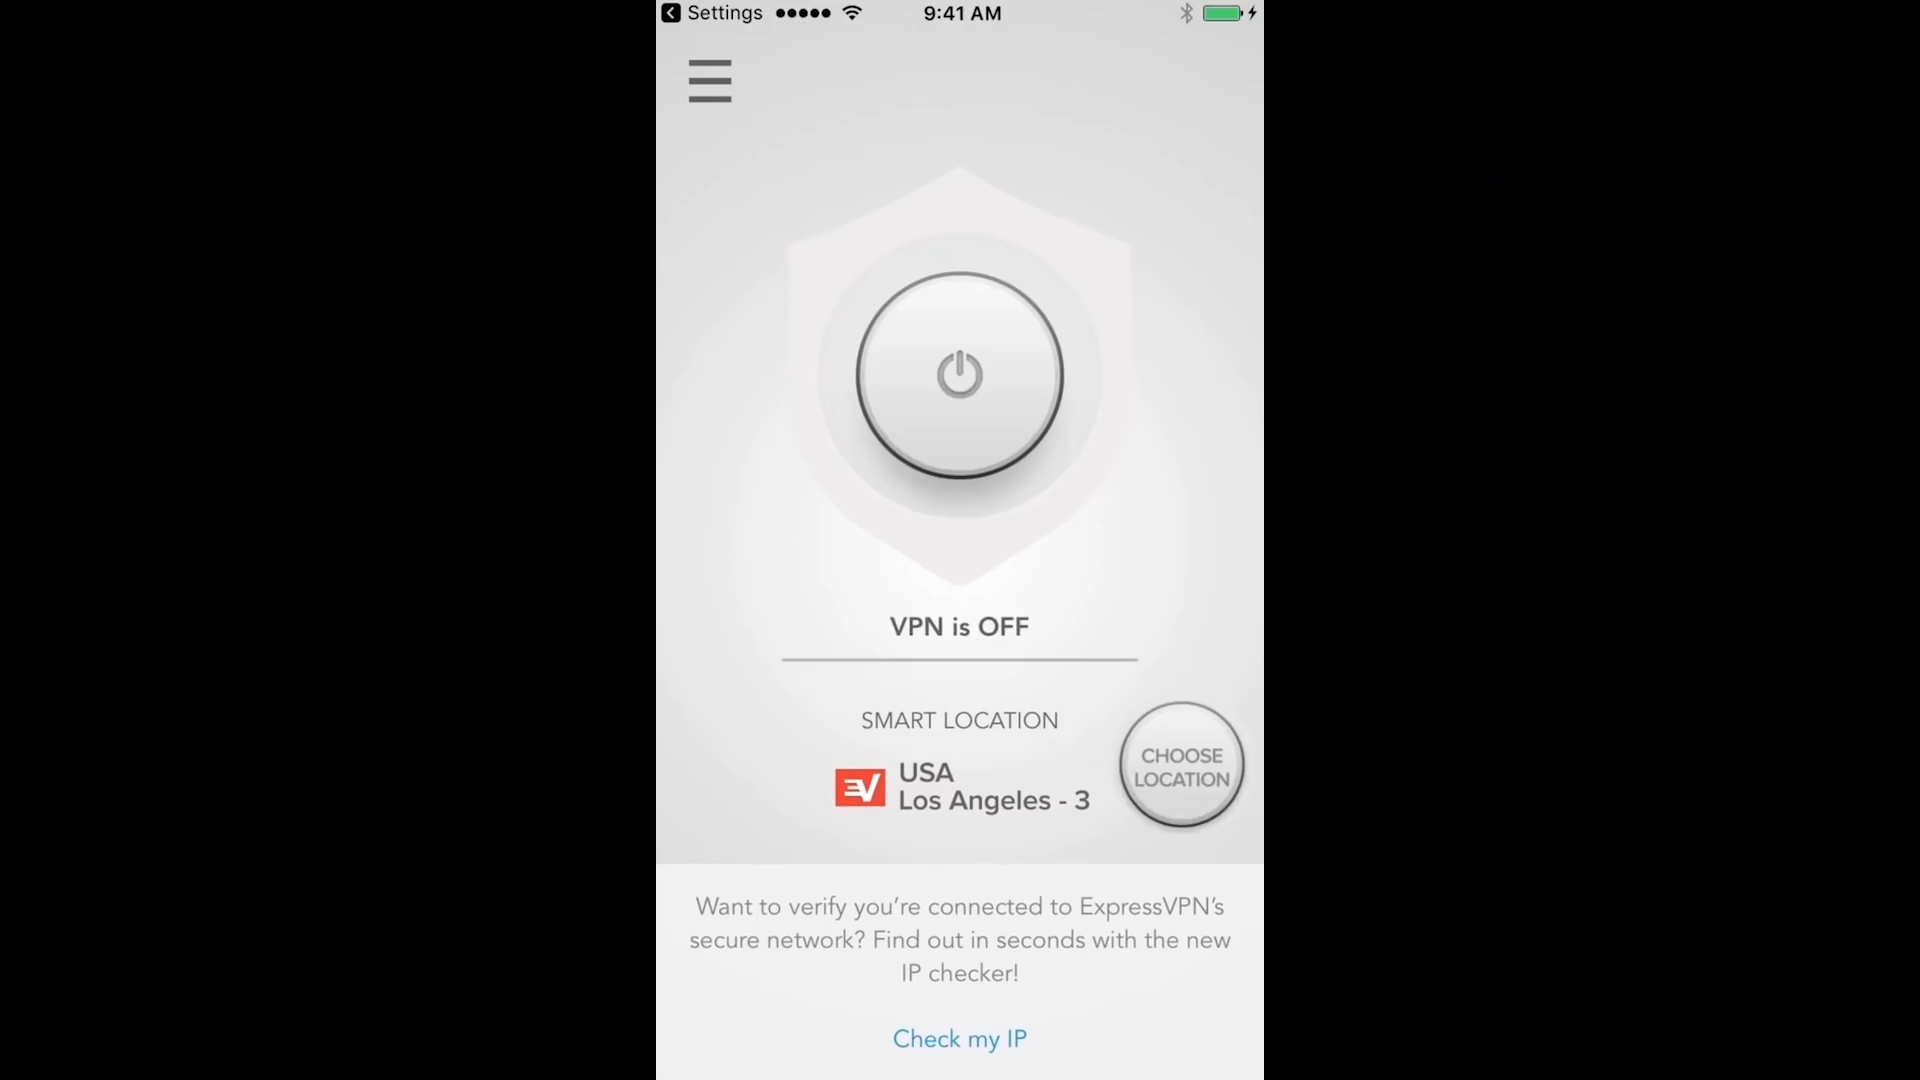 Settings 9:41 AM
VPN is OFF
SMART LOCATION
EV USA
Los Angeles - 3
CHOOSE
LOCATION
Want to verify you're connected to ExpressVPN's
secure network? Find out in seconds with the new
IP checker!
Check my IP